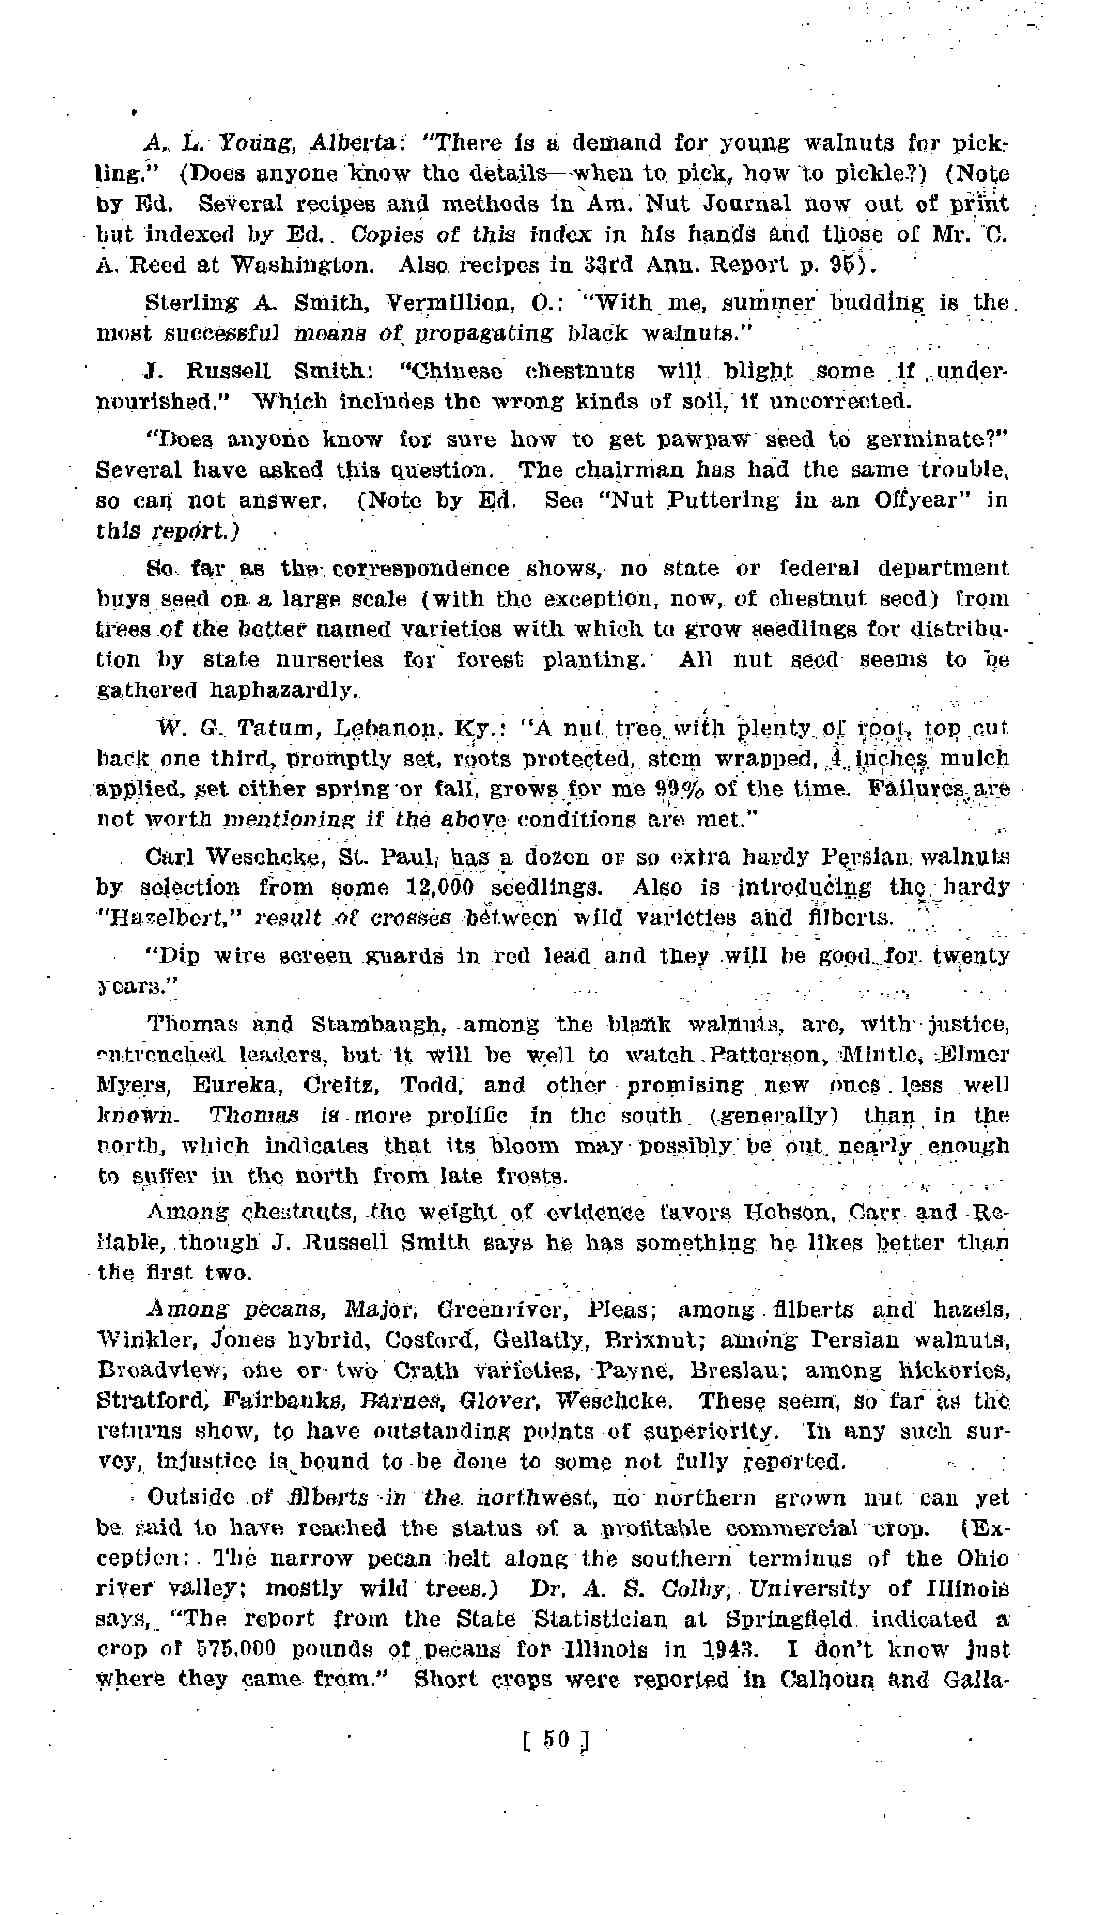 A. L. Young, Alberta: "There is a demand for young walnuts for pick-
ling." (Does anyone know the details—when to pick, how to pickle?) (Note
by Ed. Several recipes and methods in Am. Nut Journal now out of print
but indexed by Ed. Copies of this index in his hands and those of Mr. C.
A. Reed at Washington. Also recipes in 33rd Ann. Report p. 95).
Sterling A. Smith, Vermillion, O.: "With me, summer budding is the
most successful means of propagating black walnuts."
J. Russell Smith: "Chinese chestnuts will blight some if under-
nourished." Which includes the wrong kinds of soil, if uncorrected.
"Does anyone know for sure how to get pawpaw seed to germinate?"
Several have asked this question. The chairman has had the same trouble,
so can not answer. (Note by Ed. See "Nut Puttering in an Offyear" in
this report.)
So far as the correspondence shows, no state or federal department
buys seed on a large scale (with the exception, now, of chestnut seed) from
trees of the better named varieties with which to grow seedlings for distribu-
tion by state nurseries for forest planting. All nut seed seems to be
gathered haphazardly.
W. G. Tatum, Lebanon, Ky.: "A nut tree with plenty of root, top cut
back one third, promptly set, roots protected, stem wrapped, 4 inches mulch
applied, set either spring or fall, grows for me 99% of the time. Failures are
not worth mentioning if the above conditions are met."
Carl Weschcke, St. Paul, has a dozen or so extra hardy Persian walnuts
by selection from some 12,000 seedlings. Also is introducing the hardy
"Hazelbert," result of crosses between wild varieties and filberts.
"Dip wire screen guards in red lead and they will be good for twenty
years."
Thomas and Stambaugh, among the blank walnuts, are, with justice,
entrenched leaders, but it will be well to watch Patterson, Mintle, Elmer
Myers, Eureka, Creitz, Todd, and other promising new ones less well
known. Thomas is more prolific in the south (generally) than in the
north, which indicates that its bloom may possibly be out nearly enough
to suffer in the north from late frosts.
Among chestnuts, the weight of evidence favors Hobson, Carr and Re-
liable, though J. Russell Smith says he has something he likes better than
the first two.
Among pecans, Major, Greenriver, Pleas; among filberts and hazels,
Winkler, Jones hybrid, Cosford, Gellatly, Brixnut; among Persian walnuts,
Broadview, one or two Crath varieties, Payne, Breslau; among hickories,
Stratford, Fairbanks, Barnes, Glover, Weschcke. These seem, so far as the
returns show, to have outstanding points of superiority. In any such sur-
vey, injustice is bound to be done to some not fully reported.
Outside of filberts in the northwest, no northern grown nut can yet
be said to have reached the status of a profitable commercial crop. (Ex-
ception: The narrow pecan belt along the southern terminus of the Ohio
river valley; mostly wild trees.) Dr. A. S. Colby, University of Illinois
says, "The report from the State Statistician at Springfield indicated a
crop of 575,000 pounds of pecans for Illinois in 1943. I don't know just
where they came from." Short crops were reported in Calhoun and Galla-
[ 50 ]